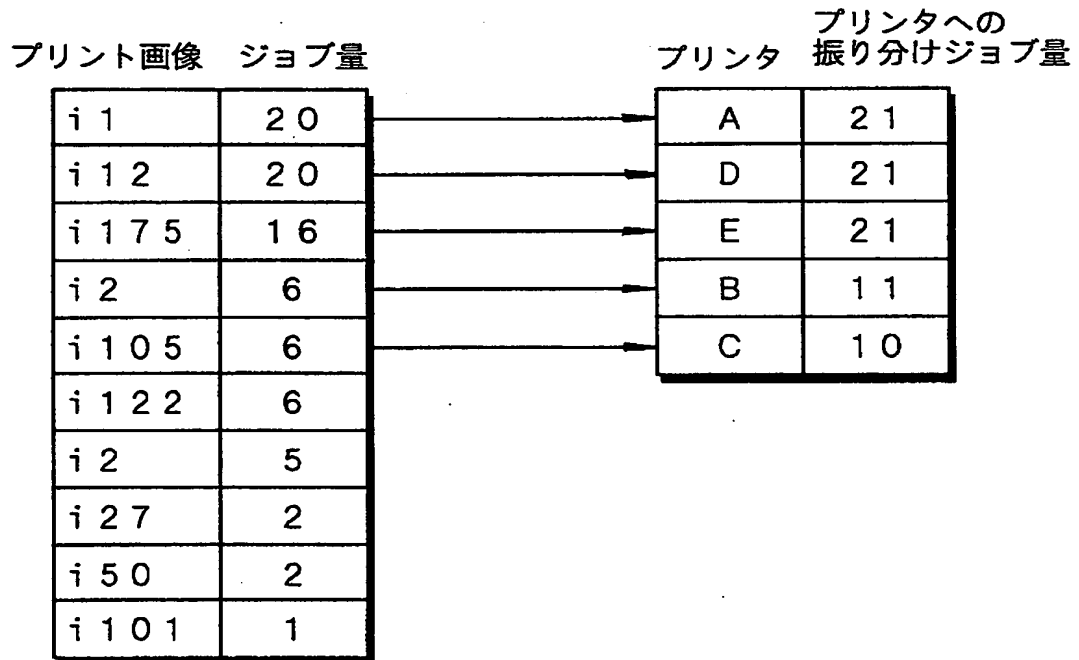 プリント画像 ジョブ量
i1 20
i12 20
i175 16
i2 6
i105 6
i122 6
i2 5
i27 2
i50 2
i101 1
プリンタ プリンタへの
振り分けジョブ量
A 21
D 21
E 21
B 11
C 10